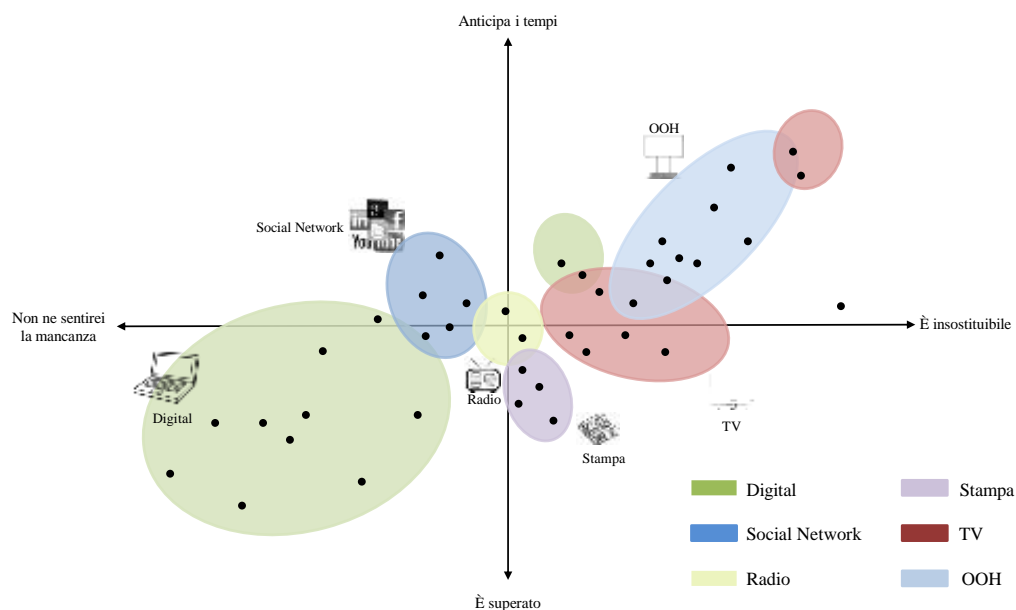 Anticipa i tempi
OOH
Social Network
Non ne sentirei
la mancanza
È insostituibile
Digital
Radio
TV
Stampa
Digital
Stampa
Social Network
TV
Radio
OOH
È superato